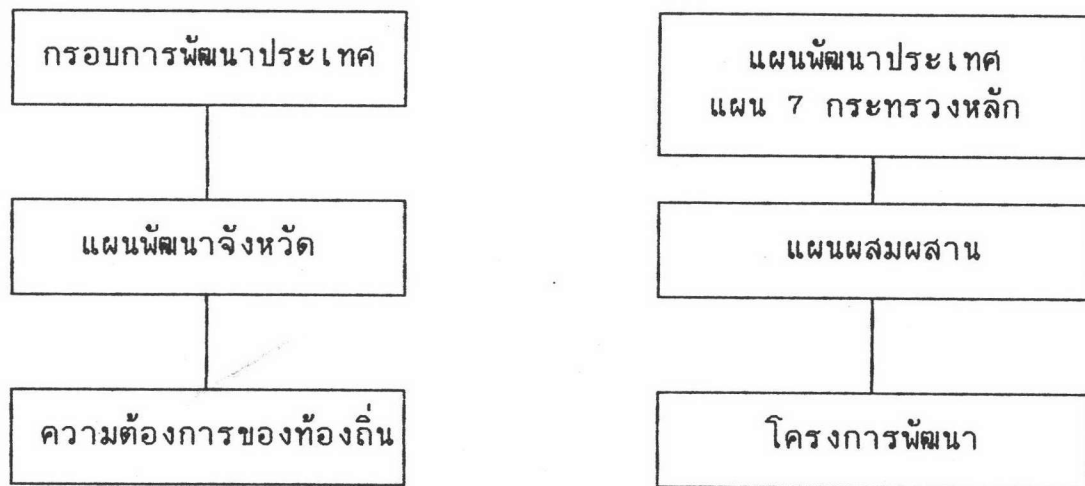 กรอบการพัฒนาประเทศ
แผนพัฒนาจังหวัด
ความต้องการของท้องถิ่น
แผนพัฒนาประเทศ
แผน 7 กระทรวงหลัก
แผนผสมผสาน
โครงการพัฒนา